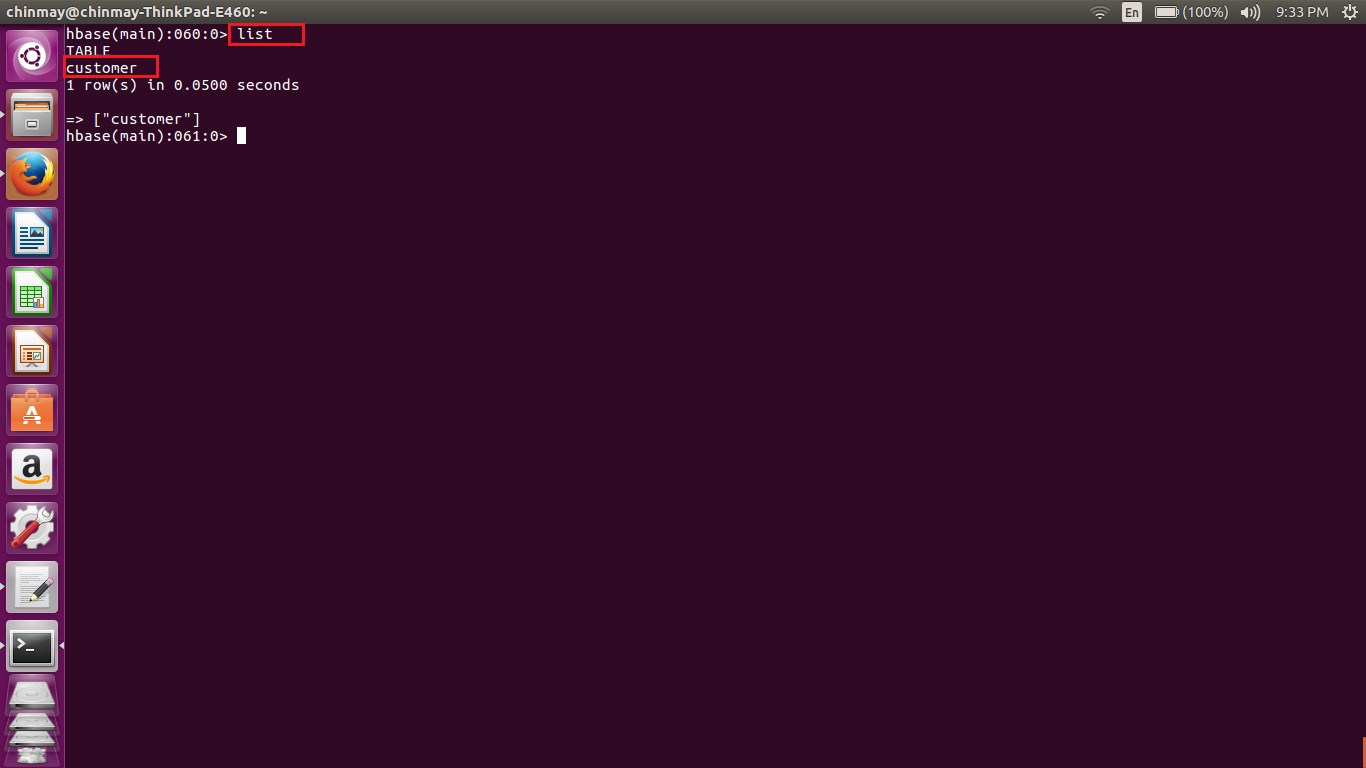 chinmay@chinmay-ThinkPad-E460: ~
En (100%) 9:33 PM
hbase(main):060:0> list
TABLE
customer
1 row(s) in 0.0500 seconds
=> ["customer"]
hbase(main):061:0>
A
a
>_